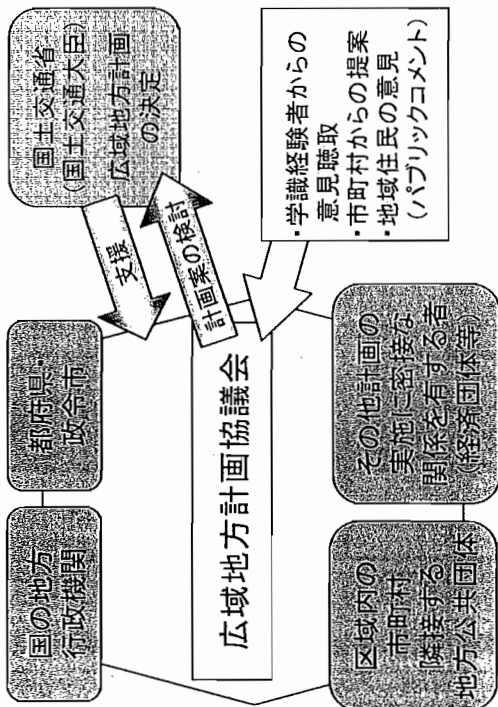 国の地方
行政機関
都府県・
政令市
国土交通省
(国土交通大臣)
広域地方計画
の決定
支援
計画案の検討
広域地方計画協議会
・学識経験者からの
意見聴取
・市町村からの提案
・地域住民の意見
(パブリックコメント)
区域内の
市町村、
隣接する
地方公共団体
その他計画の
実施に密接な
関係を有する者
(経済団体等)